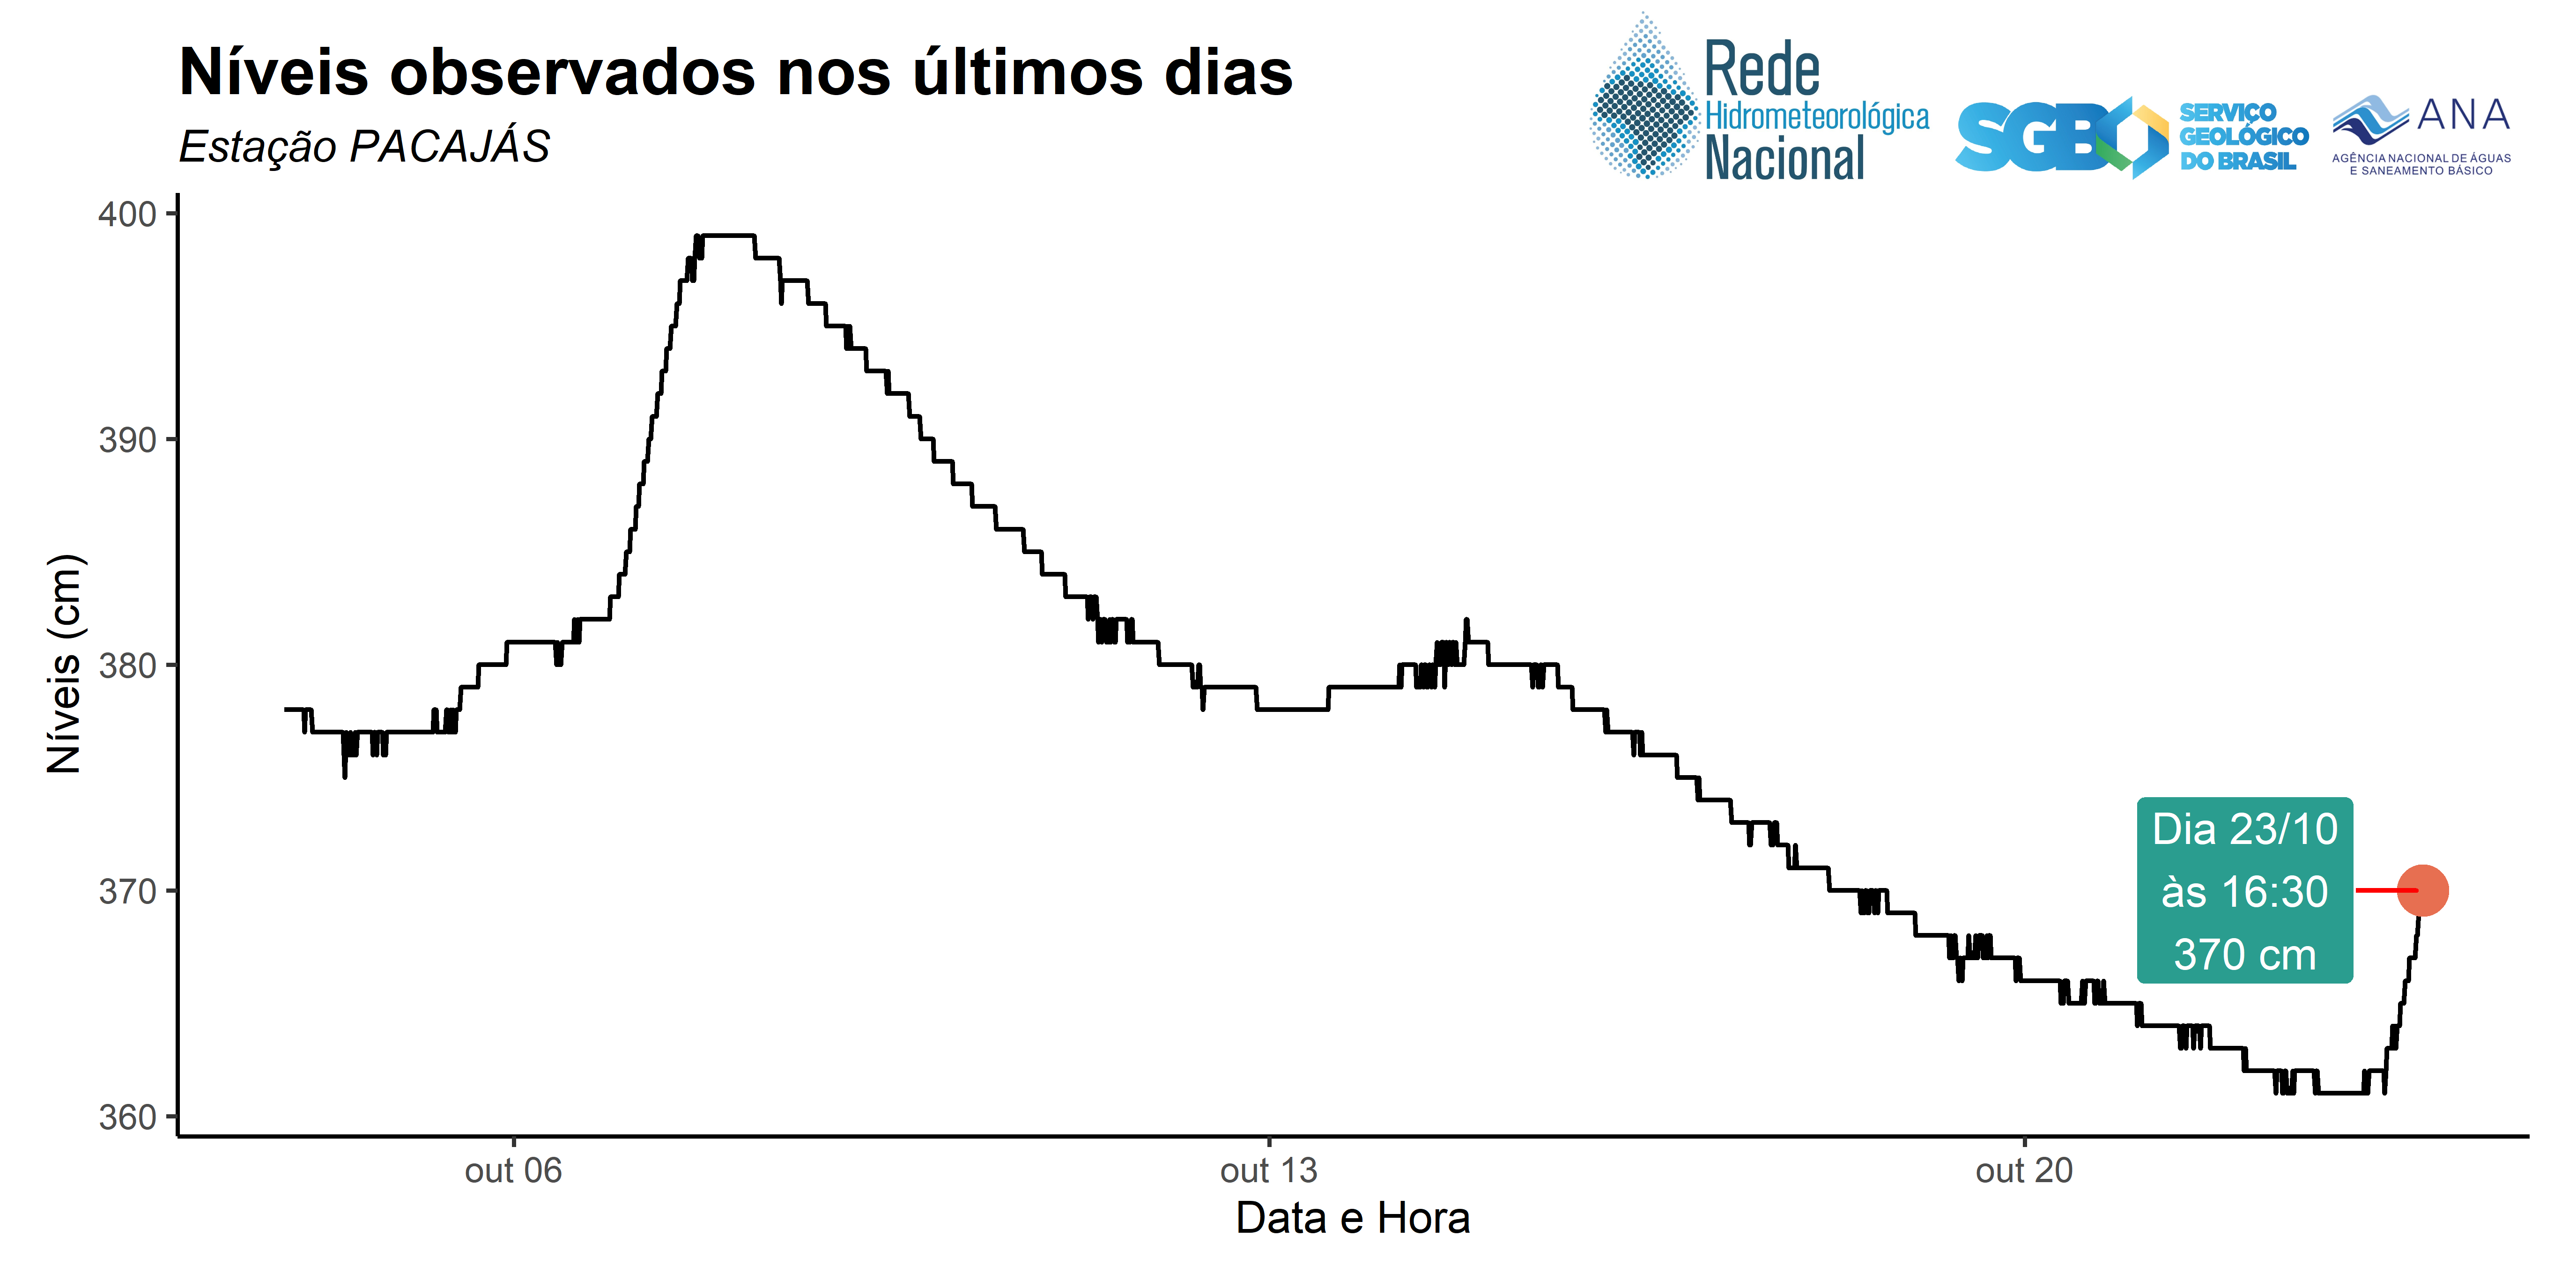 Níveis observados nos últimos dias
Estação PACAJÁS
Rede
Hidrometeorológica
Nacional
SGB
SERVIÇO
GEOLÓGICO
DO BRASIL
ANA
AGÊNCIA NACIONAL DE ÁGUAS
E SANEAMENTO BÁSICO
400
390
380
370
360
Níveis (cm)
Dia 23/10
às 16:30
370 cm
out 06
out 13
out 20
Data e Hora